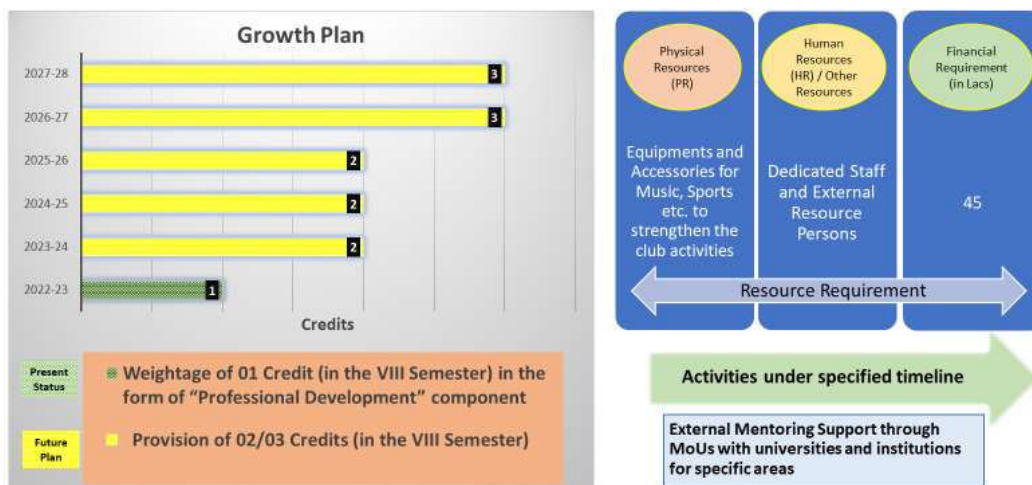 Growth Plan
2027-28
3
2026-27
3
2025-26
2
2024-25
2
2023-24
2
2022-23
1
Credits
Present
Status
Weightage of 01 Credit (in the VIII Semester) in the
form of “Professional Development” component
Future
Plan
Provision of 02/03 Credits (in the VIII Semester)
Physical
Resources
(PR)
Equipments and
Accessories for
Music, Sports
etc. to
strengthen the
club activities
Human
Resources
(HR) / Other
Resources
Dedicated Staff
and External
Resource
Persons
Financial
Requirement
(in Lacs)
45
Resource Requirement
Activities under specified timeline
External Mentoring Support through
MoUs with universities and institutions
for specific areas